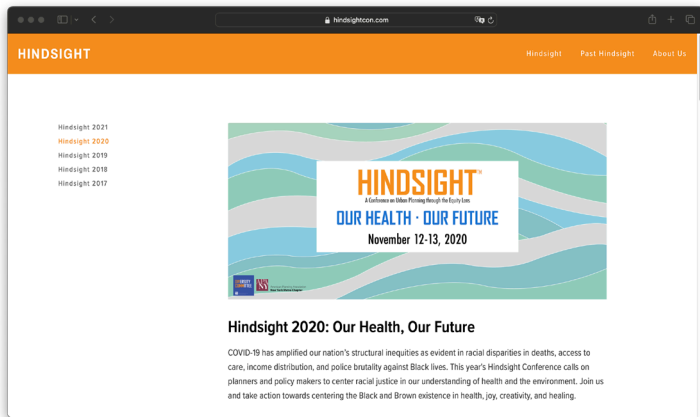 hindsightcon.com
HINDSIGHT
Hindsight Past Hindsight About Us
Hindsight 2021
Hindsight 2020
Hindsight 2019
Hindsight 2018
Hindsight 2017
HINDSIGHT™
A Conference on Urban Planning through the Equity Lens
OUR HEALTH · OUR FUTURE
November 12-13, 2020
Hindsight 2020: Our Health, Our Future
COVID-19 has amplified our nation's structural inequities as evident in racial disparities in deaths, access to
care, income distribution, and police brutality against Black lives. This year's Hindsight Conference calls on
planners and policy makers to center racial justice in our understanding of health and the environment. Join us
and take action towards centering the Black and Brown existence in health, joy, creativity, and healing.